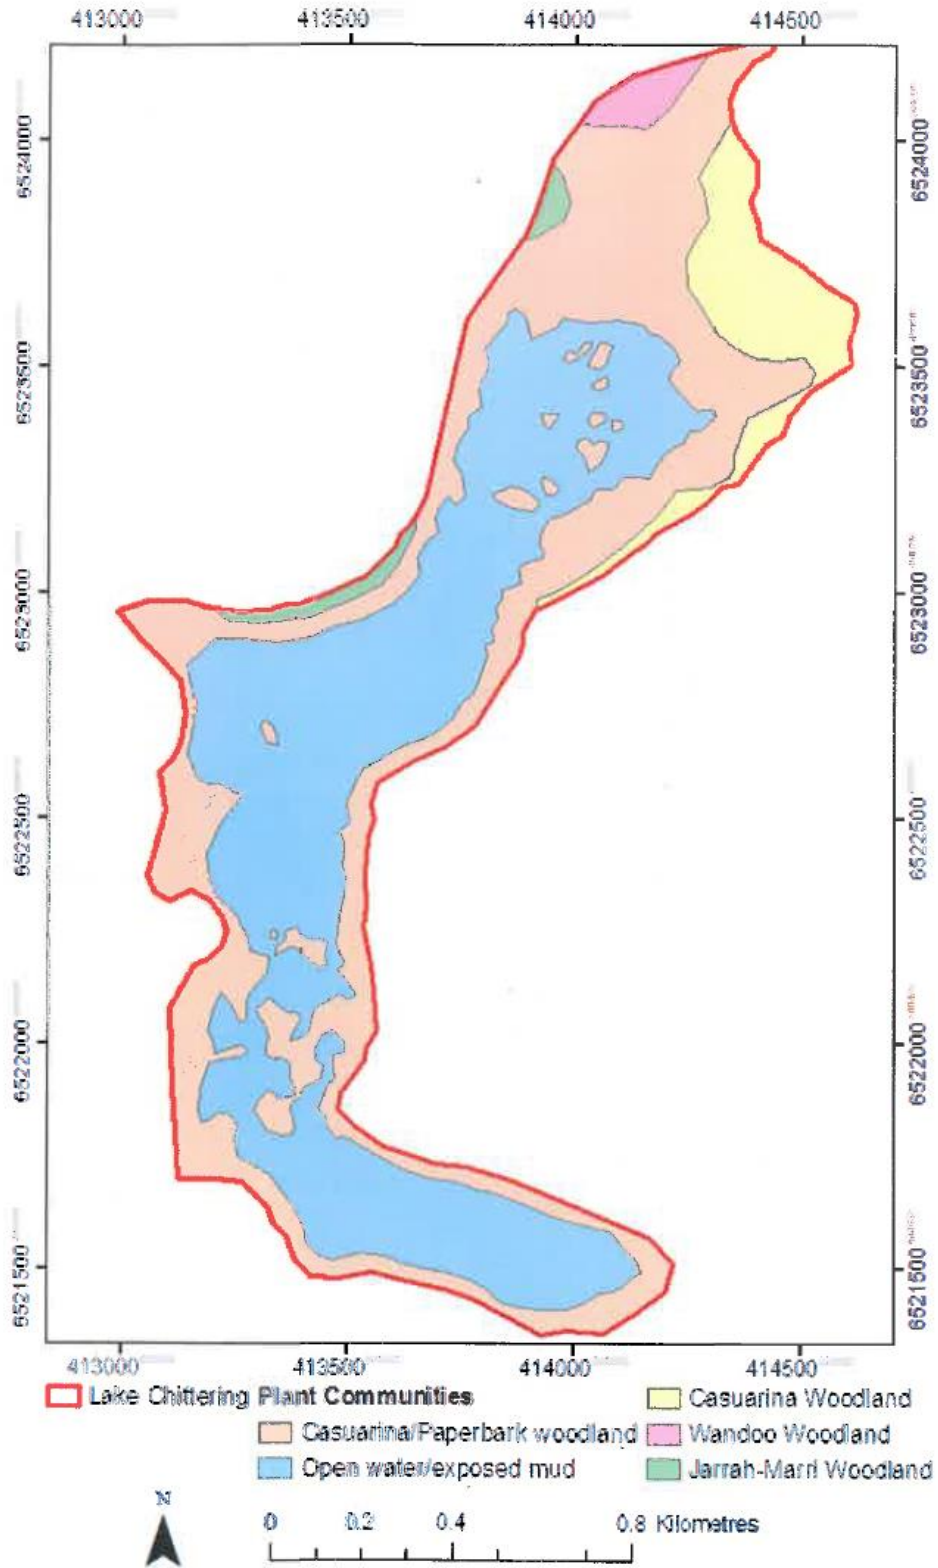 413000 413500 414000 414500
6524000 6524000
6523500 6523500
6523000 6523000
6522500 6522500
6522000 6522000
6521500 6521500
413000 413500 414000 414500
Lake Chittering Plant Communities
Casuarina Woodland
Casuarina/Paperbark woodland
Wandoo Woodland
Open water/exposed mud
Jarrah-Marri Woodland
N
0 0.2 0.4 0.8 Kilometres